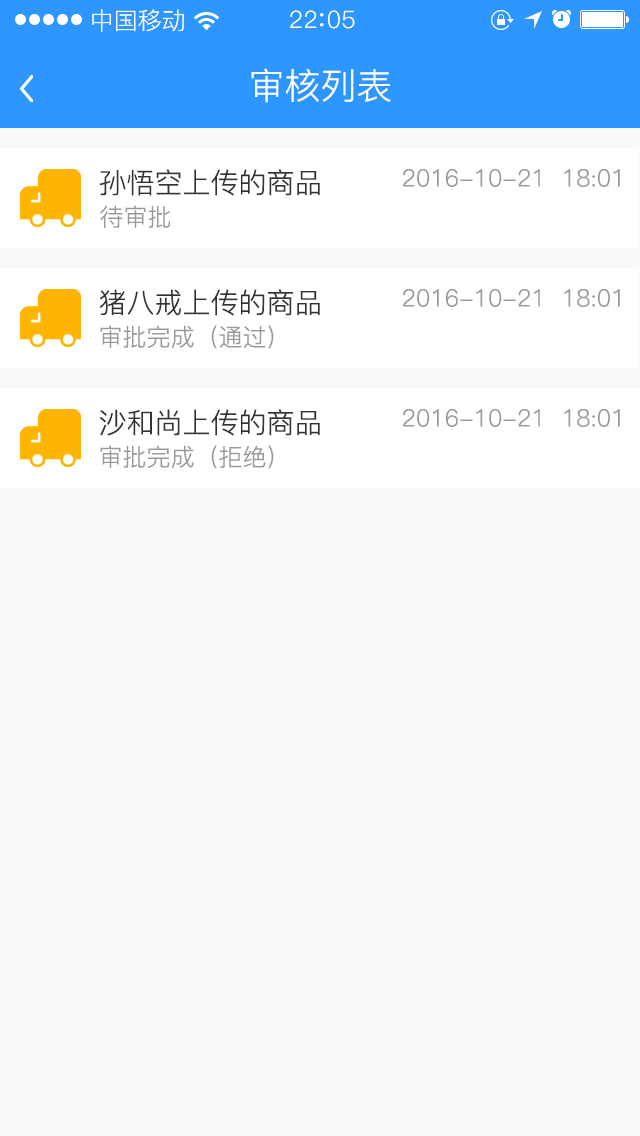 中国移动 22:05
审核列表
孙悟空上传的商品 2016-10-21 18:01
待审批
猪八戒上传的商品 2016-10-21 18:01
审批完成（通过）
沙和尚上传的商品 2016-10-21 18:01
审批完成（拒绝）